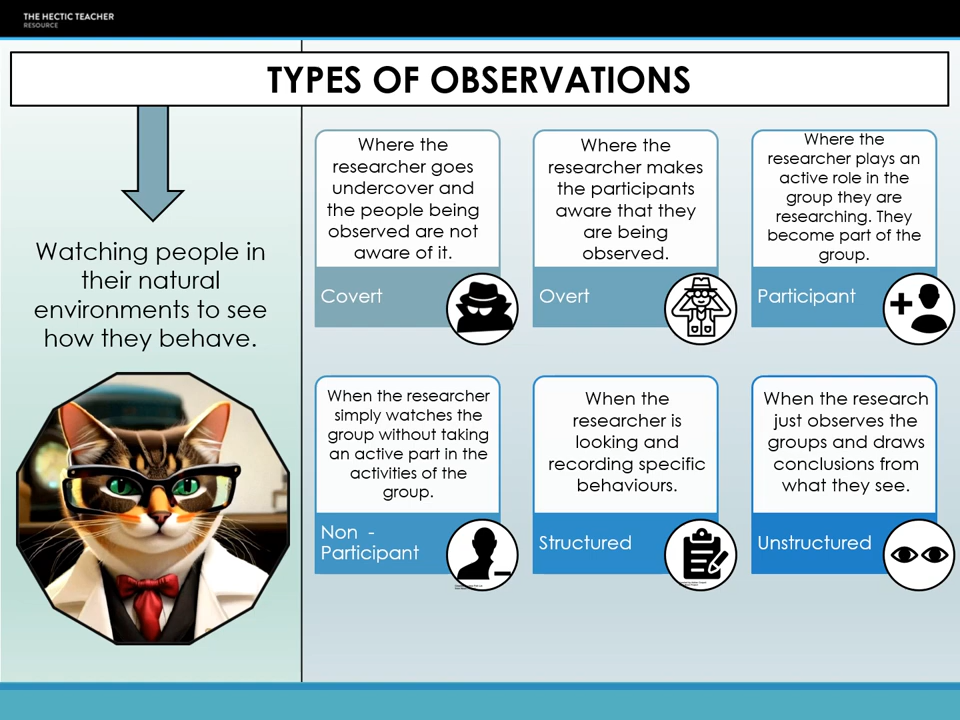 THE HECTIC TEACHER
RESOURCE
TYPES OF OBSERVATIONS
Watching people in
their natural
environments to see
how they behave.
Where the
researcher goes
undercover and
the people being
observed are not
aware of it.
Covert
Where the
researcher makes
the participants
aware that they
are being
observed.
Overt
Where the
researcher plays an
active role in the
group they are
researching. They
become part of the
group.
Participant
When the researcher
simply watches the
group without taking
an active part in the
activities of the
group.
Non -
Participant
When the
researcher is
looking and
recording specific
behaviours.
Structured
When the research
just observes the
groups and draws
conclusions from
what they see.
Unstructured